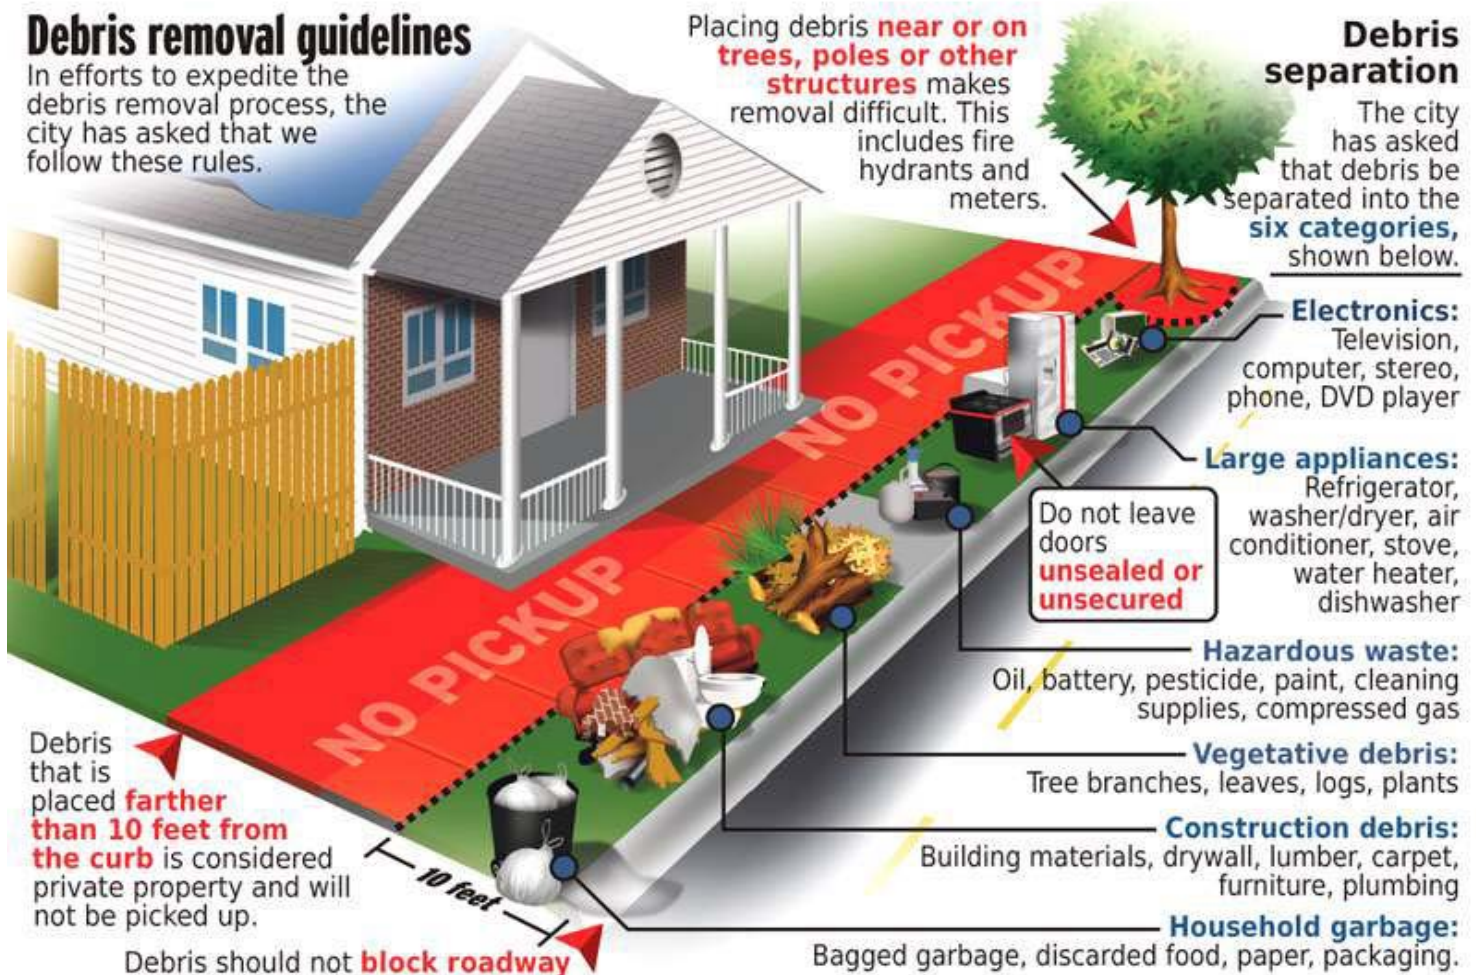 Debris removal guidelines
In efforts to expedite the
debris removal process, the
city has asked that we
follow these rules.
Placing debris near or on
trees, poles or other
structures makes
removal difficult. This
includes fire
hydrants and
meters.
Debris
separation
The city
has asked
that debris be
separated into the
six categories,
shown below.
Electronics:
Television,
computer, stereo,
phone, DVD player
Large appliances:
Refrigerator,
washer/dryer, air
conditioner, stove,
water heater,
dishwasher
Do not leave
doors
unsealed or
unsecured
Hazardous waste:
Oil, battery, pesticide, paint, cleaning
supplies, compressed gas
Vegetative debris:
Tree branches, leaves, logs, plants
Construction debris:
Building materials, drywall, lumber, carpet,
furniture, plumbing
Household garbage:
Bagged garbage, discarded food, paper, packaging.
NO PICKUP
NO PICKUP
NO PICKUP
Debris
that is
placed farther
than 10 feet from
the curb is considered
private property and will
not be picked up.
10 feet
Debris should not block roadway